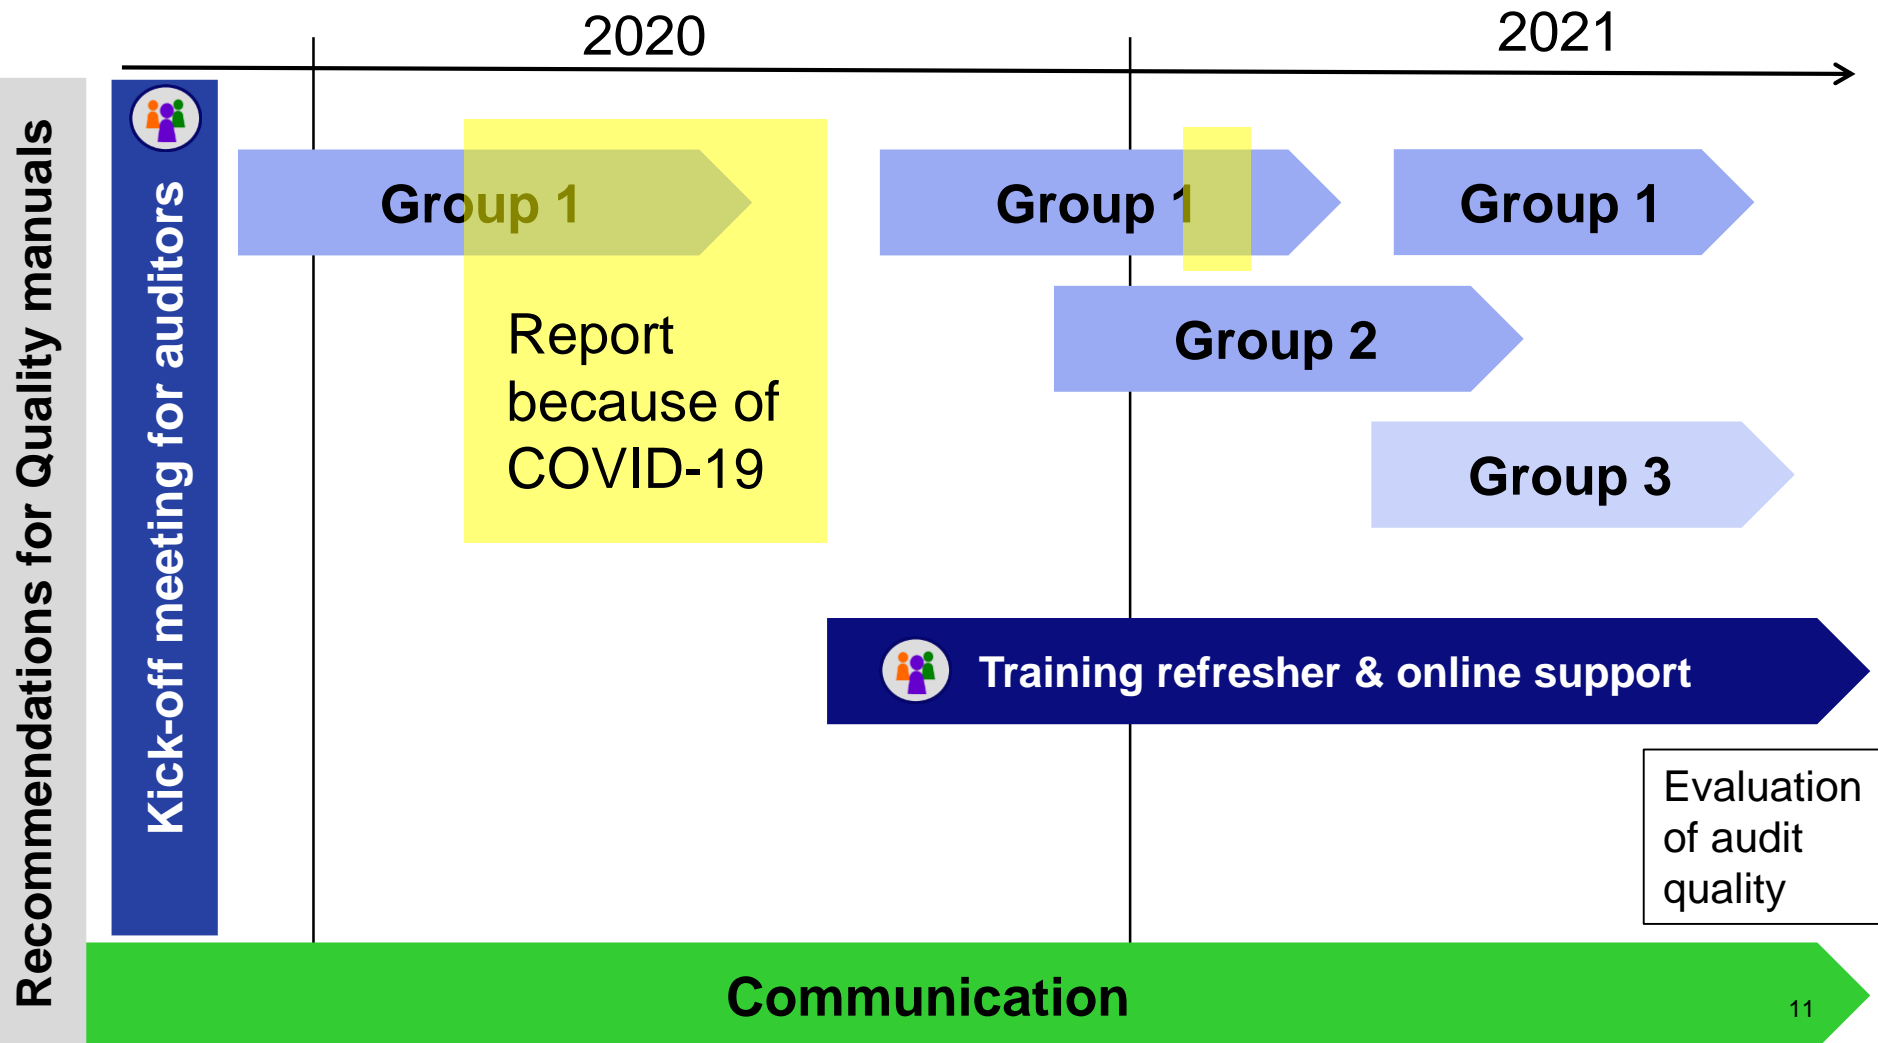 2020
2021
Recommendations for Quality manuals
Kick-off meeting for auditors
Group 1
Group 1
Group 1
Report
because of
COVID-19
Group 2
Group 3
Training refresher & online support
Evaluation
of audit
quality
Communication
11